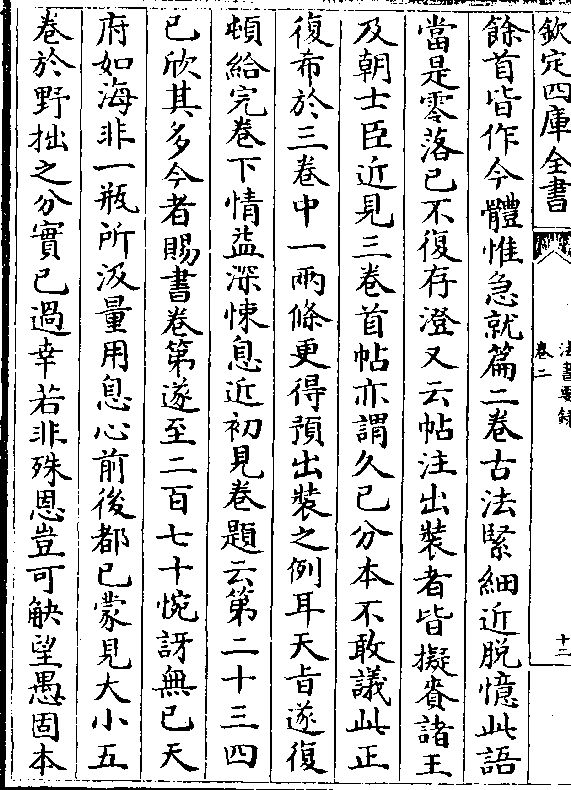 欽定四庫全書
法書要録
卷二
十二
餘首皆作今體惟急就篇二卷古法緊細近脱憶此語
當是零落已不復存澄又云帖注出裝者皆擬賚諸王
及朝士臣近見三卷首帖亦謂久已分本不敢議此正
復布於三卷中一兩條更得預出裝之例耳天旨遂復
頓給完卷下情益深悚息近初見卷題云第二十三四
已欣其多今者賜書卷第遂至二百七十惋訝無已天
府如海非一瓶所汲量用息心前後都已蒙見大小五
卷於野拙之分實已過幸若非殊恩豈可觖望愚固本